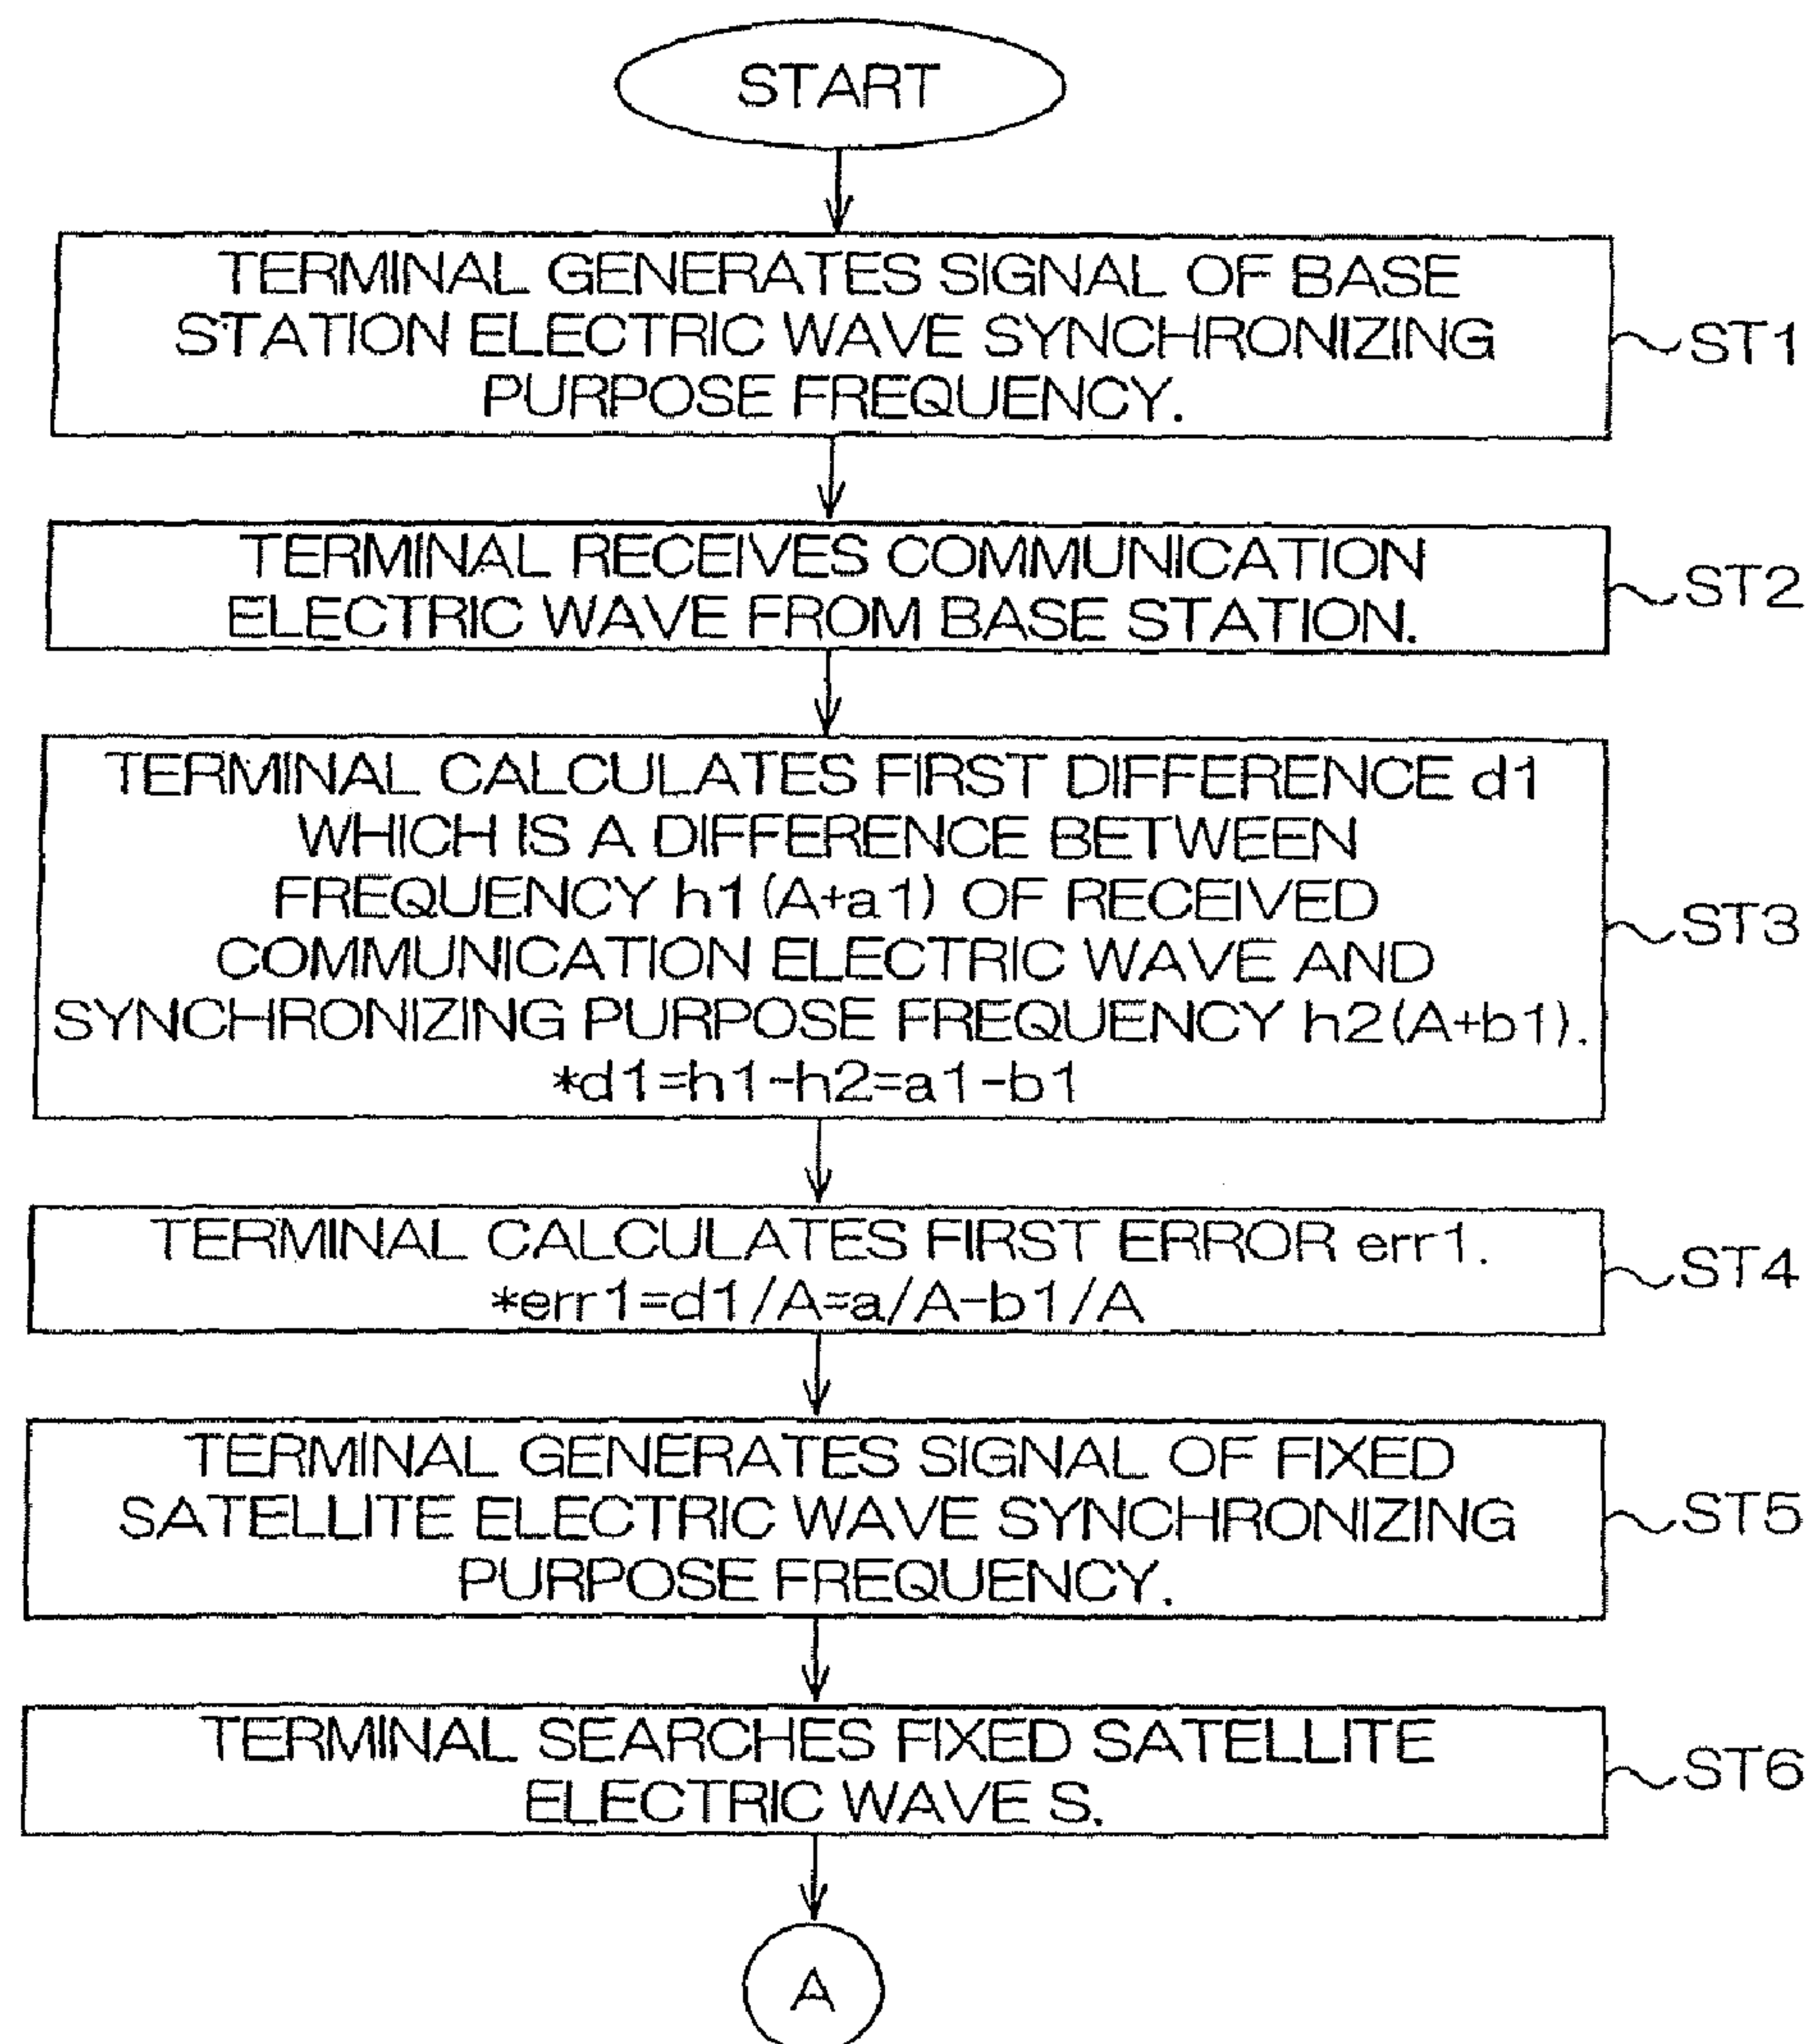 START
TERMINAL GENERATES SIGNAL OF BASE
STATION ELECTRIC WAVE SYNCHRONIZING
PURPOSE FREQUENCY.
ST1
TERMINAL RECEIVES COMMUNICATION
ELECTRIC WAVE FROM BASE STATION.
ST2
TERMINAL CALCULATES FIRST DIFFERENCE d1
WHICH IS A DIFFERENCE BETWEEN
FREQUENCY h1(A+a1) OF RECEIVED
COMMUNICATION ELECTRIC WAVE AND
SYNCHRONIZING PURPOSE FREQUENCY h2(A+b1).
*d1=h1-h2=a1-b1
ST3
TERMINAL CALCULATES FIRST ERROR err1.
*err1=d1/A=a/A-b1/A
ST4
TERMINAL GENERATES SIGNAL OF FIXED
SATELLITE ELECTRIC WAVE SYNCHRONIZING
PURPOSE FREQUENCY.
ST5
TERMINAL SEARCHES FIXED SATELLITE
ELECTRIC WAVE S.
ST6
A